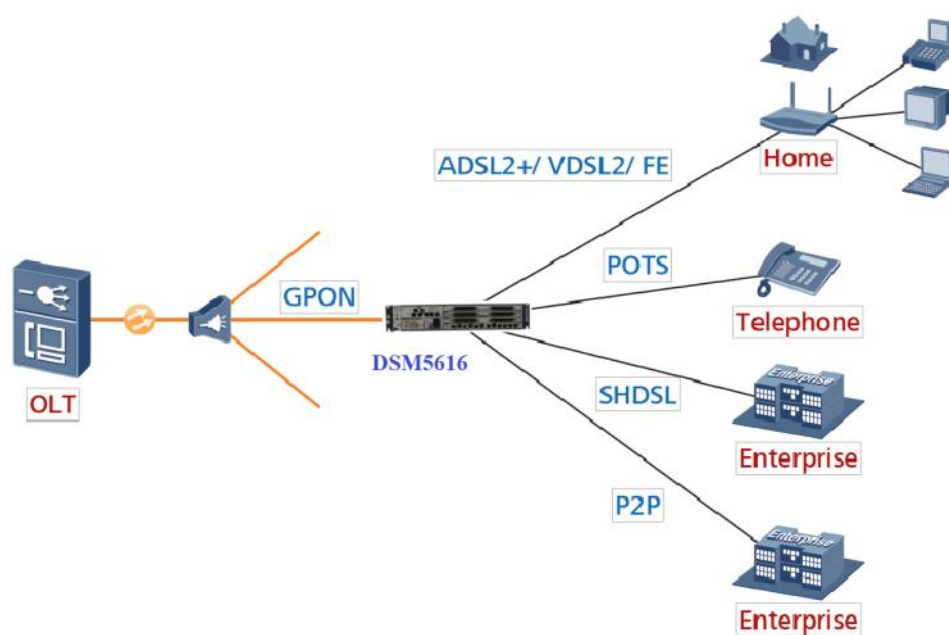 ADSL2+/ VDSL2/ FE
Home
GPON
POTS
DSM5616
Telephone
OLT
SHDSL
Enterprise
Enterprise
P2P
Enterprise
Enterprise